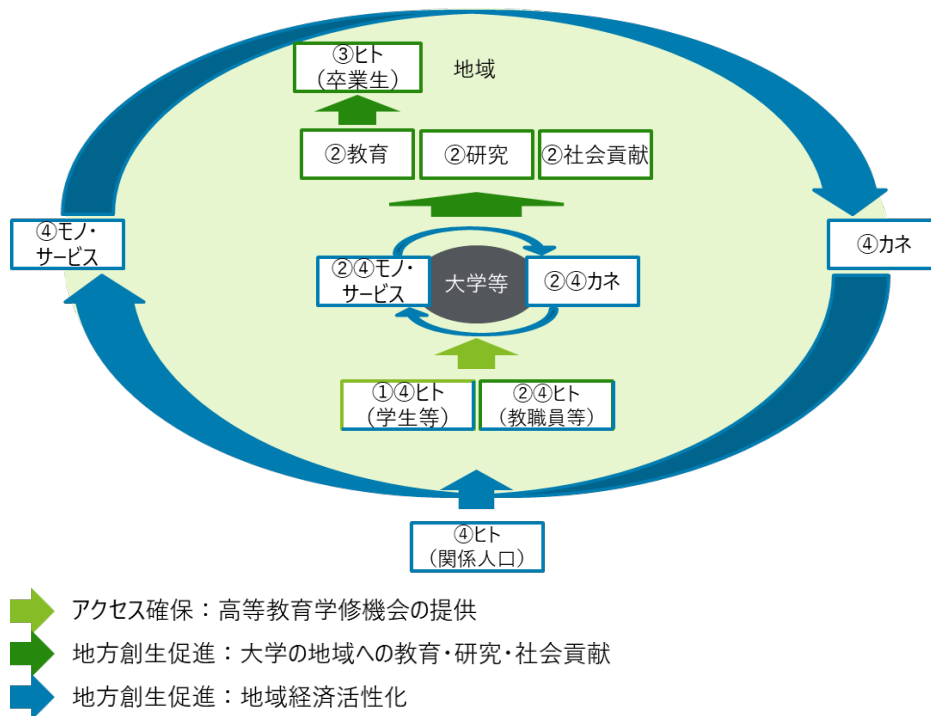 ③ヒト
(卒業生)
地域
②教育
②研究
②社会貢献
④モノ・
サービス
④カネ
②④モノ・
サービス
大学等
②④カネ
①④ヒト
(学生等)
②④ヒト
(教職員等)
④ヒト
(関係人口)
アクセス確保：高等教育学修機会の提供
地方創生促進：大学の地域への教育・研究・社会貢献
地方創生促進：地域経済活性化